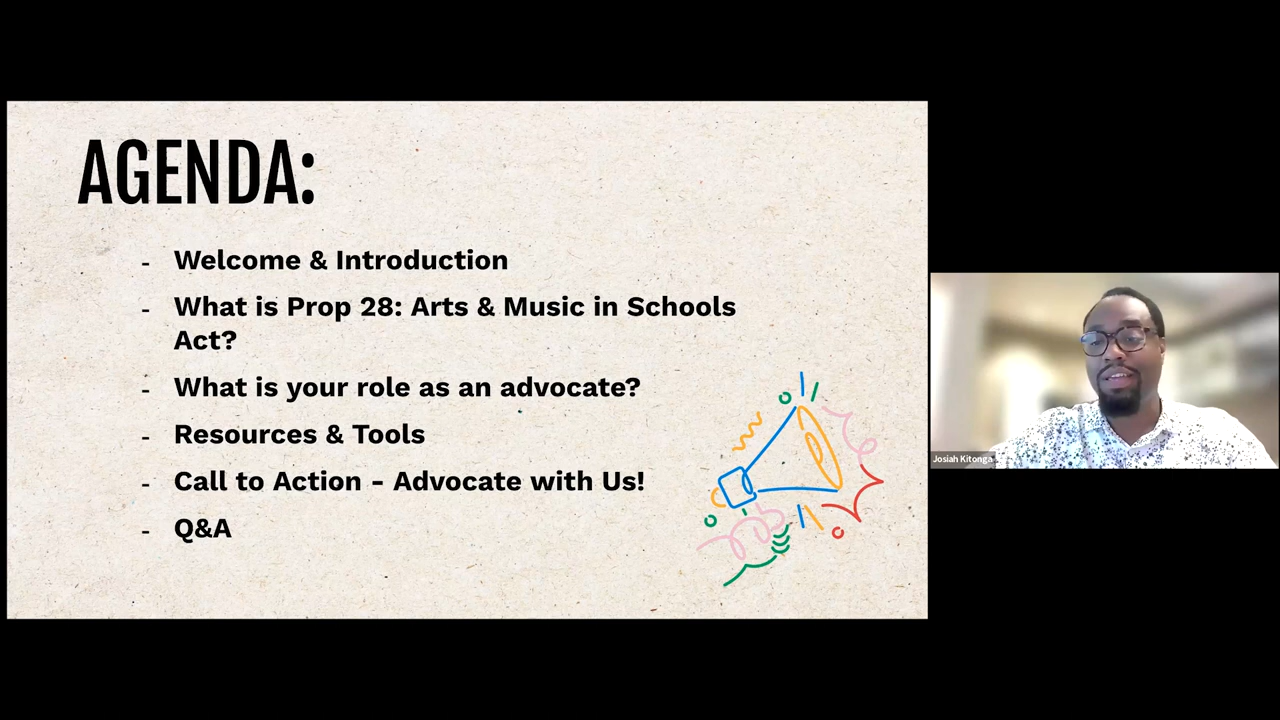 AGENDA:
- Welcome & Introduction
- What is Prop 28: Arts & Music in Schools
Act?
- What is your role as an advocate?
- Resources & Tools
- Call to Action - Advocate with Us!
- Q&A
Josiah Kitonga